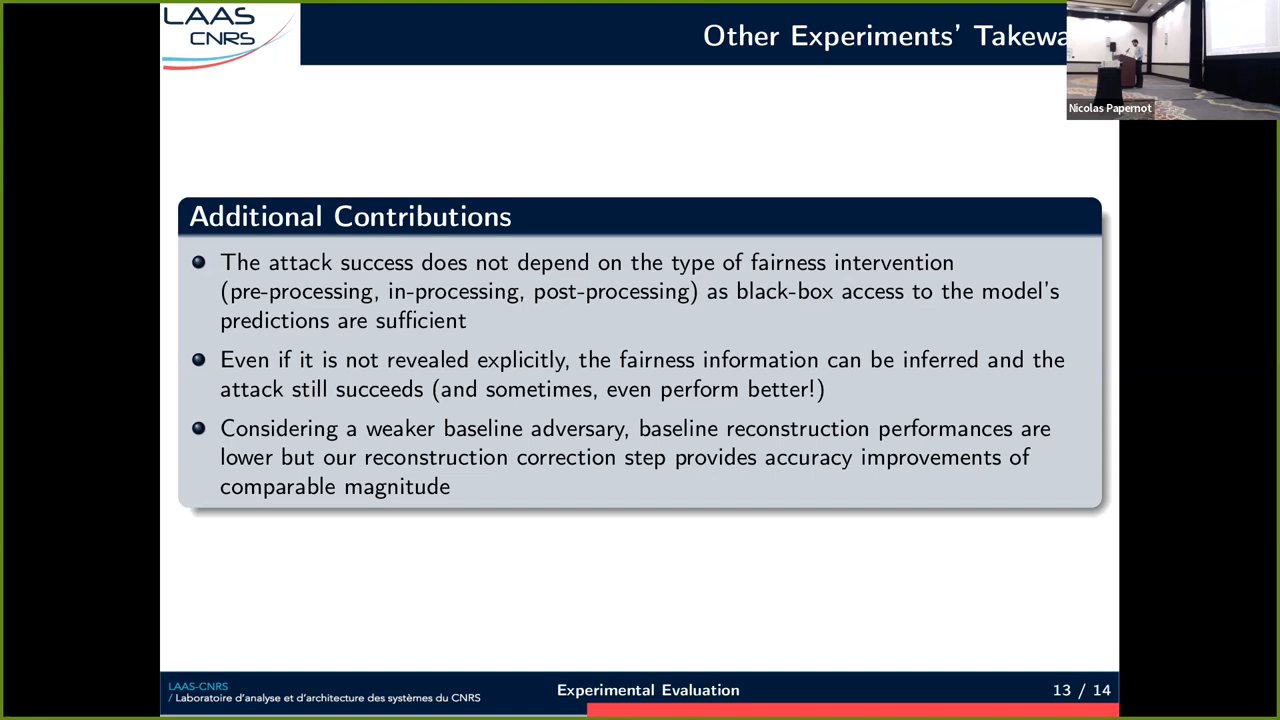 LAAS
CNRS
Other Experiments’ Takewa
Nicolas Papernot
Additional Contributions
The attack success does not depend on the type of fairness intervention
(pre-processing, in-processing, post-processing) as black-box access to the model’s
predictions are sufficient
Even if it is not revealed explicitly, the fairness information can be inferred and the
attack still succeeds (and sometimes, even perform better!)
Considering a weaker baseline adversary, baseline reconstruction performances are
lower but our reconstruction correction step provides accuracy improvements of
comparable magnitude
LAAS-CNRS
/ Laboratoire d’analyse et d’architecture des systèmes du CNRS
Experimental Evaluation
13 / 14